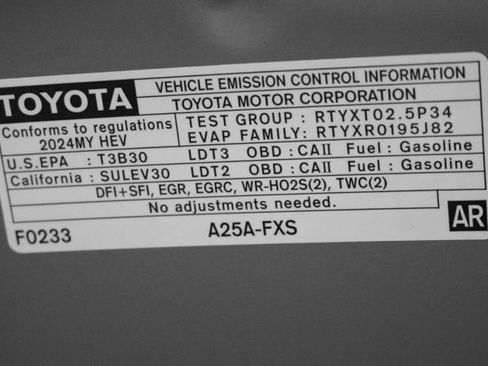 TOYOTA VEHICLE EMISSION CONTROL INFORMATION
TOYOTA MOTOR CORPORATION
Conforms to regulations TEST GROUP : RTYXT02.5P34
2024MY HEV EVAP FAMILY: RTYXR0195J82
U.S.EPA : T3B30 LDT3 OBD : CAII Fuel : Gasoline
California : SULEV30 LDT2 OBD : CAII Fuel : Gasoline
DFI+SFI, EGR, EGRC, WR-HO2S(2), TWC(2)
No adjustments needed.
F0233 A25A-FXS AR